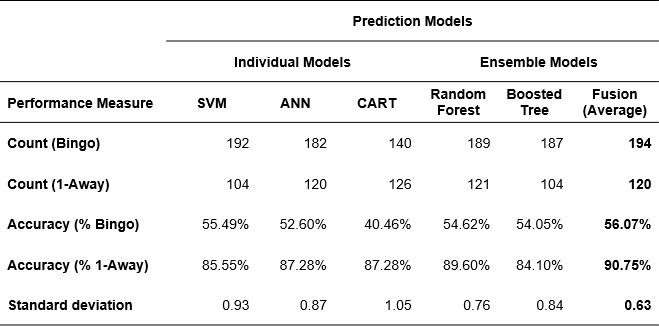 Prediction Models
Individual Models Ensemble Models
Performance Measure SVM ANN CART Random Forest Boosted Tree Fusion (Average)
Count (Bingo) 192 182 140 189 187 194
Count (1-Away) 104 120 126 121 104 120
Accuracy (% Bingo) 55.49% 52.60% 40.46% 54.62% 54.05% 56.07%
Accuracy (% 1-Away) 85.55% 87.28% 87.28% 89.60% 84.10% 90.75%
Standard deviation 0.93 0.87 1.05 0.76 0.84 0.63